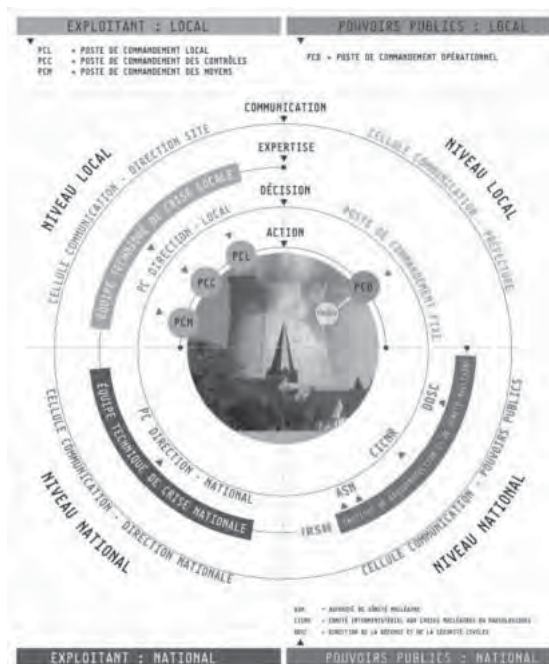 EXPLOITANT : LOCAL
POUVOIRS PUBLICS : LOCAL
PCL = POSTE DE COMMANDEMENT LOCAL
PCC = POSTE DE COMMANDEMENT DES CONTRÔLES
PCM = POSTE DE COMMANDEMENT DES MOYENS
PCO = POSTE DE COMMANDEMENT OPÉRATIONNEL
COMMUNICATION
EXPERTISE
DÉCISION
ACTION
NIVEAU LOCAL
CELLULE COMMUNICATION - DIRECTION SITE
ÉQUIPE TECHNIQUE DE CRISE LOCALE
PC DIRECTION - LOCAL
PCL
PCC
PCM
NIVEAU LOCAL
CELLULE COMMUNICATION - PRÉFECTURE
POSTE DE COMMANDEMENT FIXE
PCO
NIVEAU NATIONAL
CELLULE COMMUNICATION - DIRECTION NATIONALE
ÉQUIPE TECHNIQUE DE CRISE NATIONALE
PC DIRECTION - NATIONAL
NIVEAU NATIONAL
CELLULE COMMUNICATION - POUVOIRS PUBLICS
DDSC
CICNR
ASN
IRSN
ASN = AUTORITÉ DE SÛRETÉ NUCLÉAIRE
CICNR = COMITÉ INTERMINISTÉRIEL AUX CRISES NUCLÉAIRES OU RADIOLOGIQUES
DDSC = DIRECTION DE LA DÉFENSE ET DE LA SÉCURITÉ CIVILES
EXPLOITANT : NATIONAL
POUVOIRS PUBLICS : NATIONAL